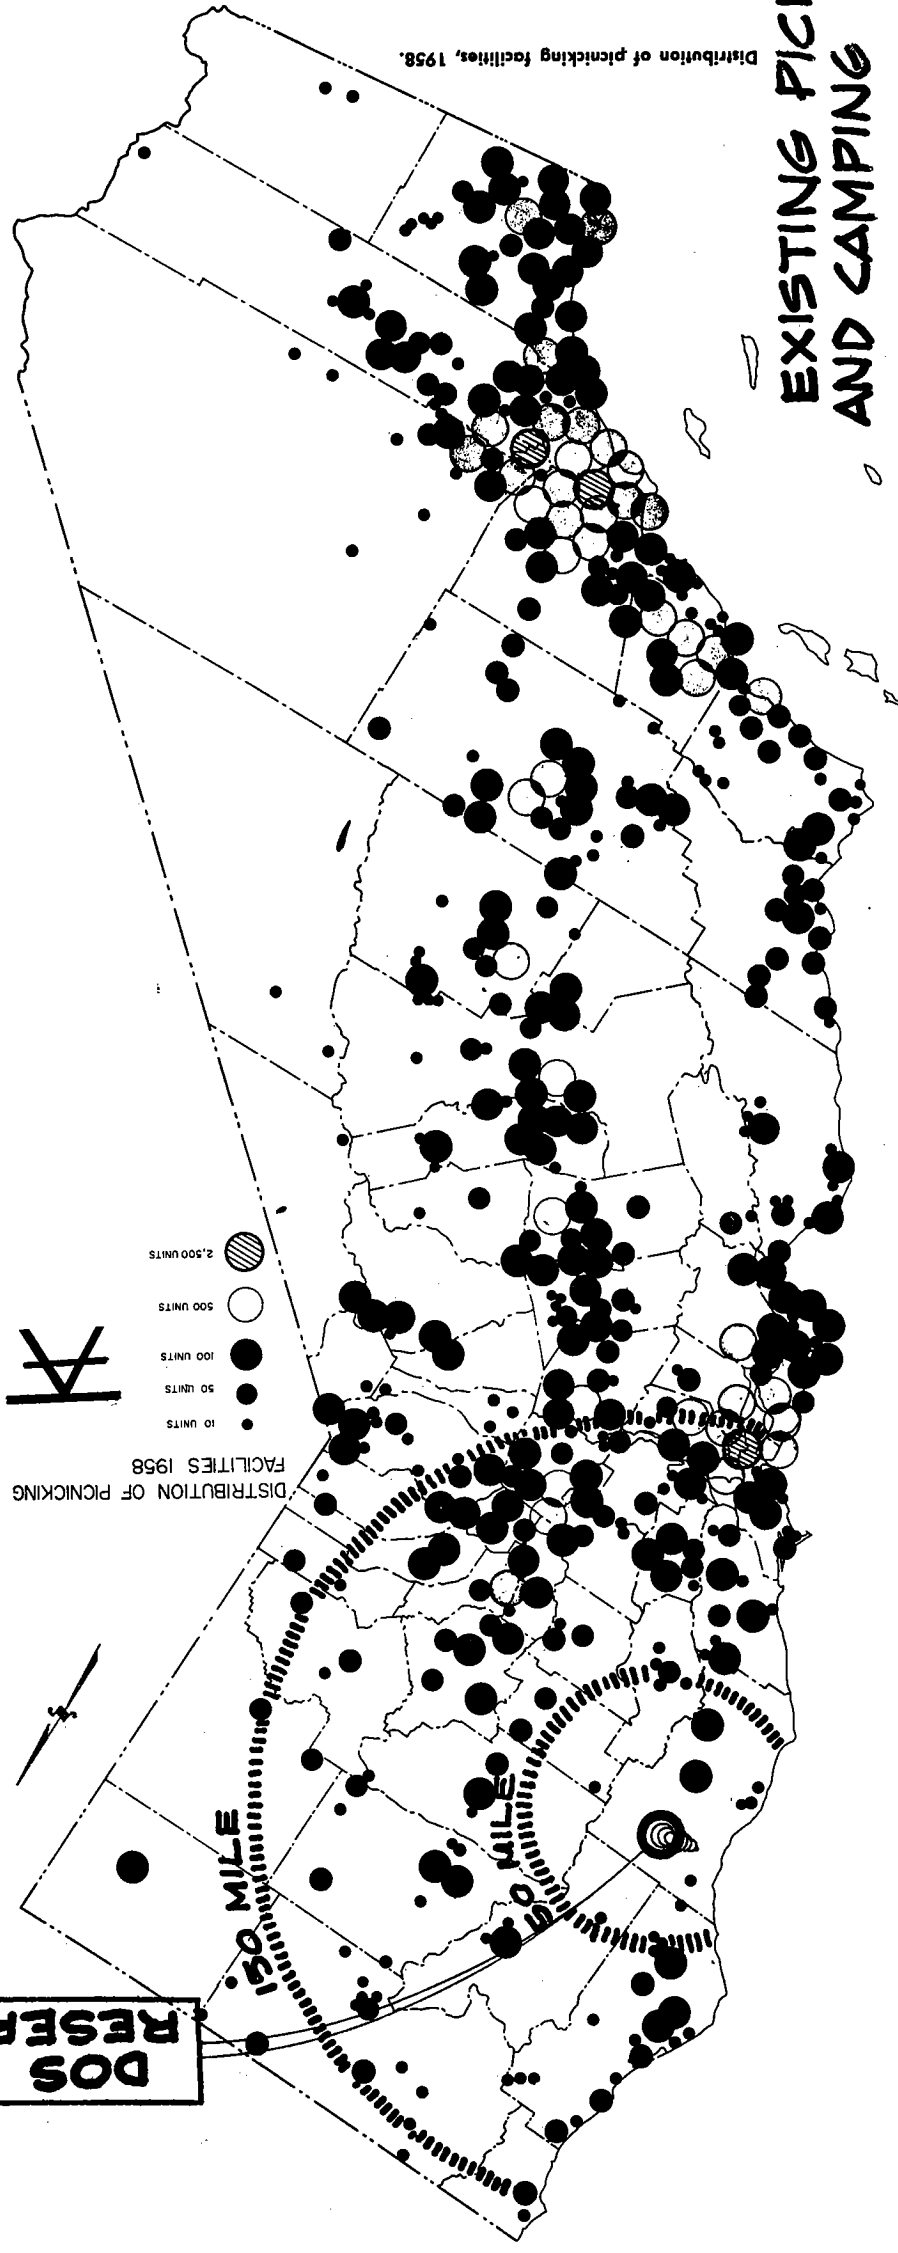 Distribution of picnicking facilities, 1958.
EXISTING PICI
AND CAMPING
DISTRIBUTION OF PICNICKING
FACILITIES 1958
10 UNITS
50 UNITS
100 UNITS
500 UNITS
2,500 UNITS
150 MILE
50 MILE
DOS
RESER
N